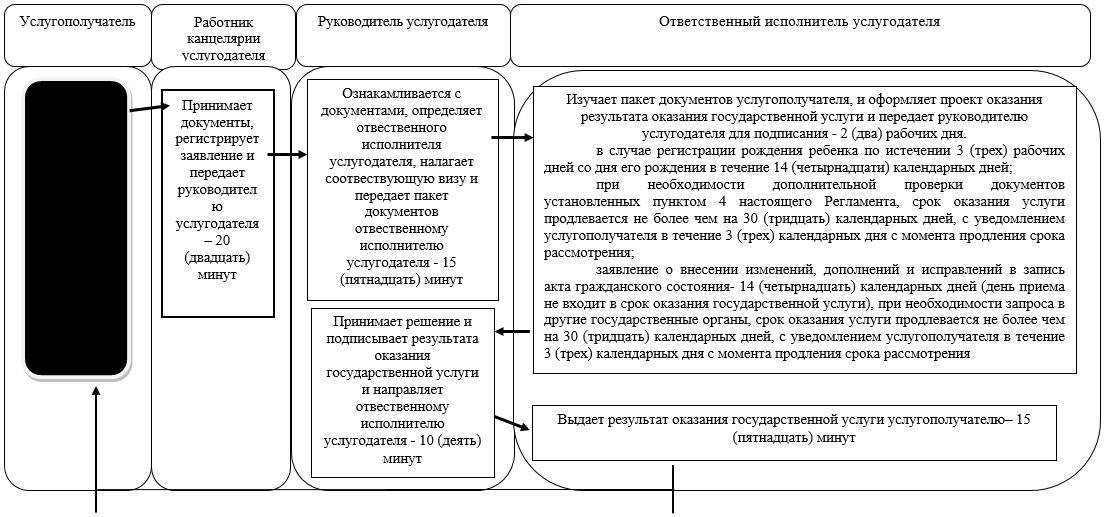 Услугополучатель
Работник
канцелярии
услугодателя
Руководитель услугодателя
Ответственный исполнитель услугодателя
Принимает
документы,
регистрирует
заявление и
передает
руководител
ю
услугодателя
– 20
(двадцать)
минут
Ознакамливается с
документами, определяет
отвественного
исполнителя
услугодателя, налагает
соотвествующую визу и
передает пакет
документов
отвественному
исполнителю
услугодателя - 15
(пятнадцать) минут
Изучает пакет документов услугополучателя, и оформляет проект оказания
результата оказания государственной услуги и передает руководителю
услугодателя для подписания - 2 (два) рабочих дня.
в случае регистрации рождения ребенка по истечении 3 (трех) рабочих
дней со дня его рождения в течение 14 (четырнадцати) календарных дней;
при необходимости дополнительной проверки документов
установленных пунктом 4 настоящего Регламента, срок оказания услуги
продлевается не более чем на 30 (тридцать) календарных дней, с уведомлением
услугополучателя в течение 3 (трех) календарных дня с момента продления срока
рассмотрения;
заявление о внесении изменений, дополнений и исправлений в запись
акта гражданского состояния- 14 (четырнадцать) календарных дней (день приема
не входит в срок оказания государственной услуги), при необходимости запроса в
другие государственные органы, срок оказания услуги продлевается не более чем
на 30 (тридцать) календарных дней, с уведомлением услугополучателя в течение
3 (трех) календарных дня с момента продления срока рассмотрения
Принимает решение и
подписывает результата
оказания
государственной услуги
и направляет
отвественному
исполнителю
услугодателя - 10 (деять)
минут
Выдает результат оказания государственной услуги услугополучателю– 15
(пятнадцать) минут